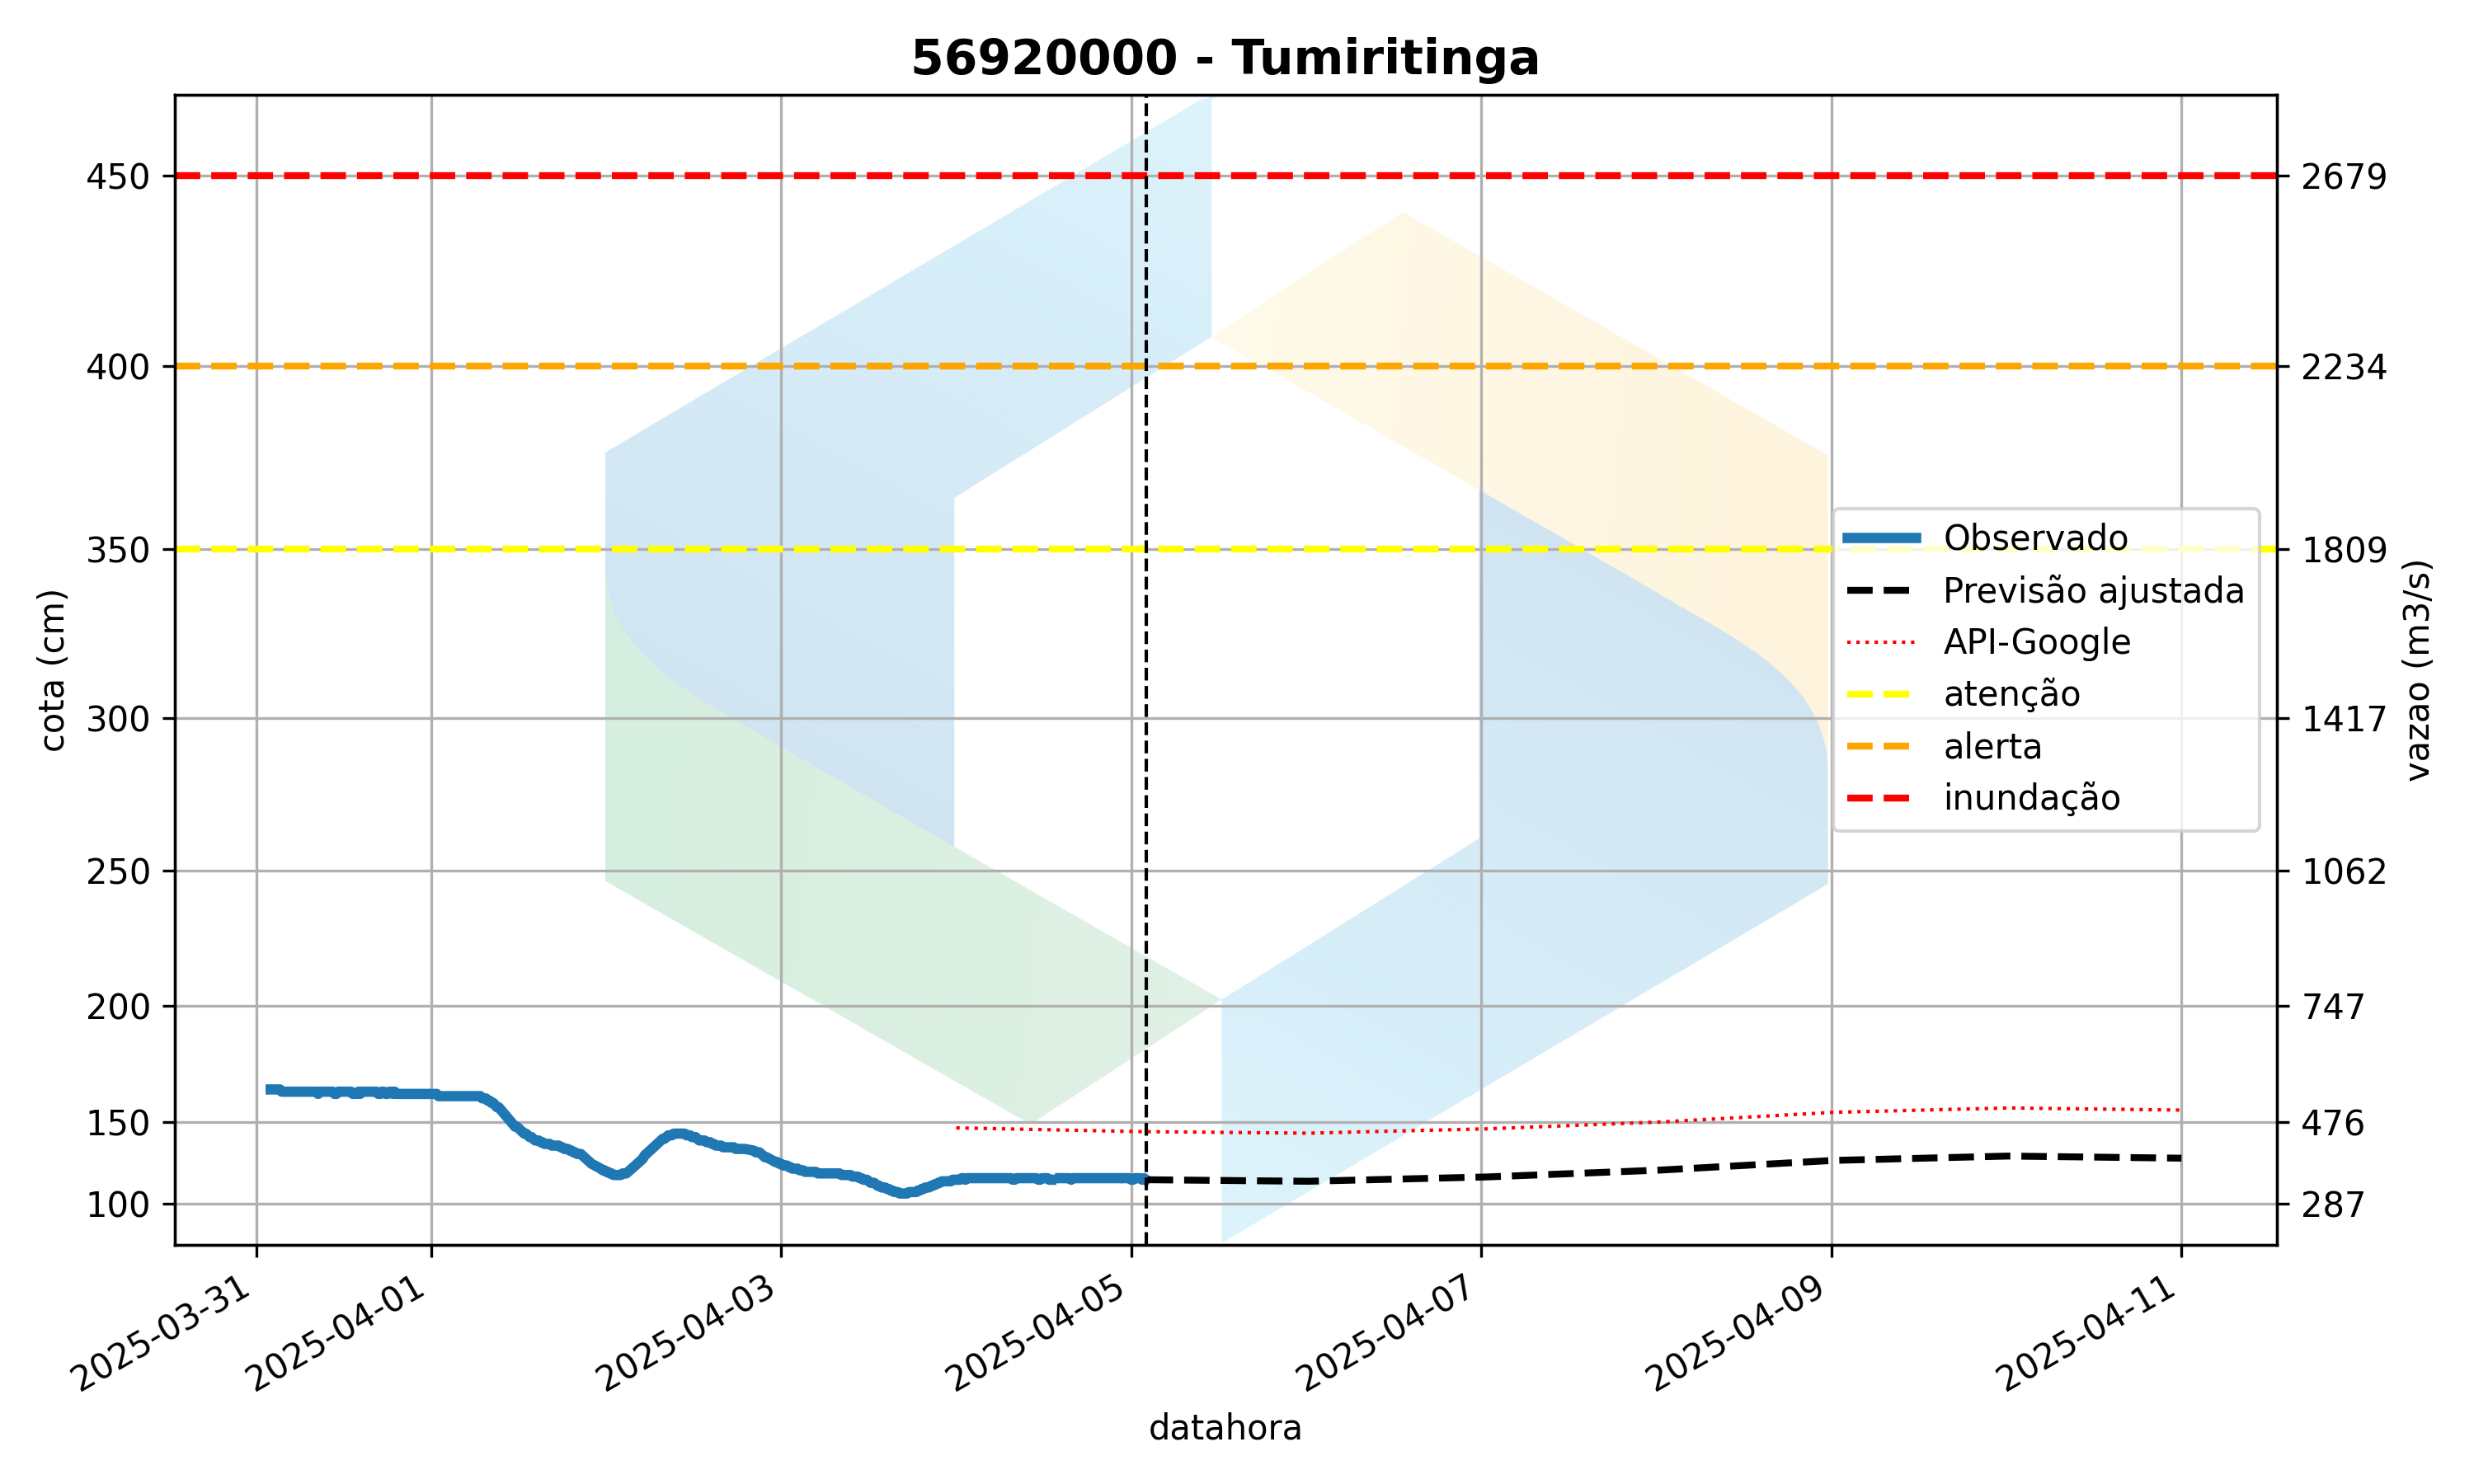 56920000 - Tumiritinga
450
400
350
300
250
200
150
100
cota (cm)
2679
2234
1809
1417
1062
747
476
287
vazao (m3/s)
Observado
Previsão ajustada
API-Google
atenção
alerta
inundação
2025-03-31
2025-04-01
2025-04-03
2025-04-05
2025-04-07
2025-04-09
2025-04-11
datahora